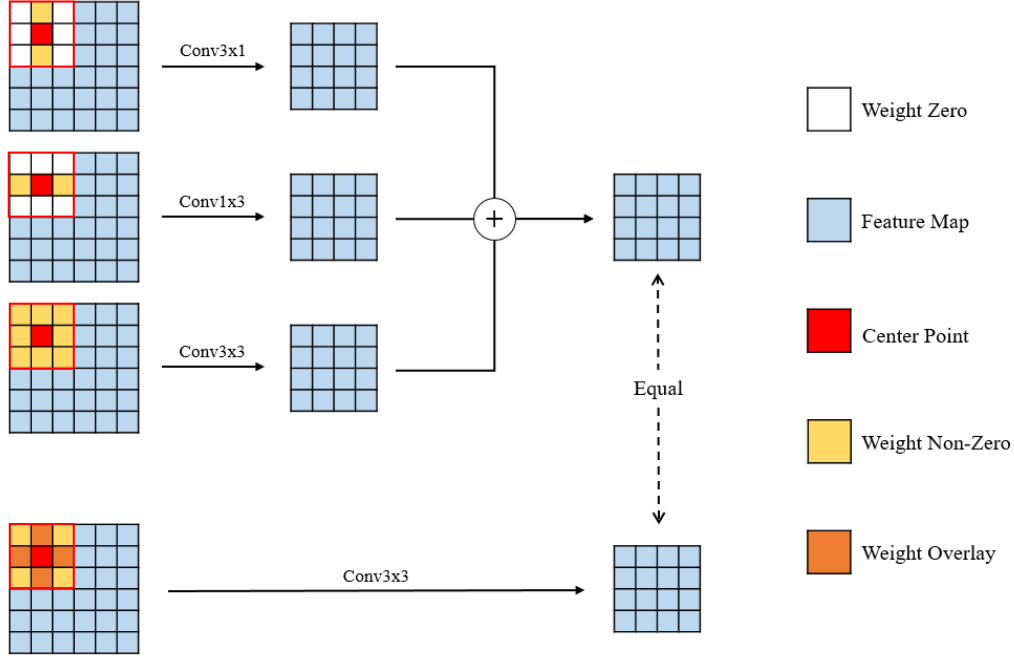 Conv3x1
Weight Zero
Conv1x3
+
Feature Map
Center Point
Conv3x3
Equal
Weight Non-Zero
Weight Overlay
Conv3x3